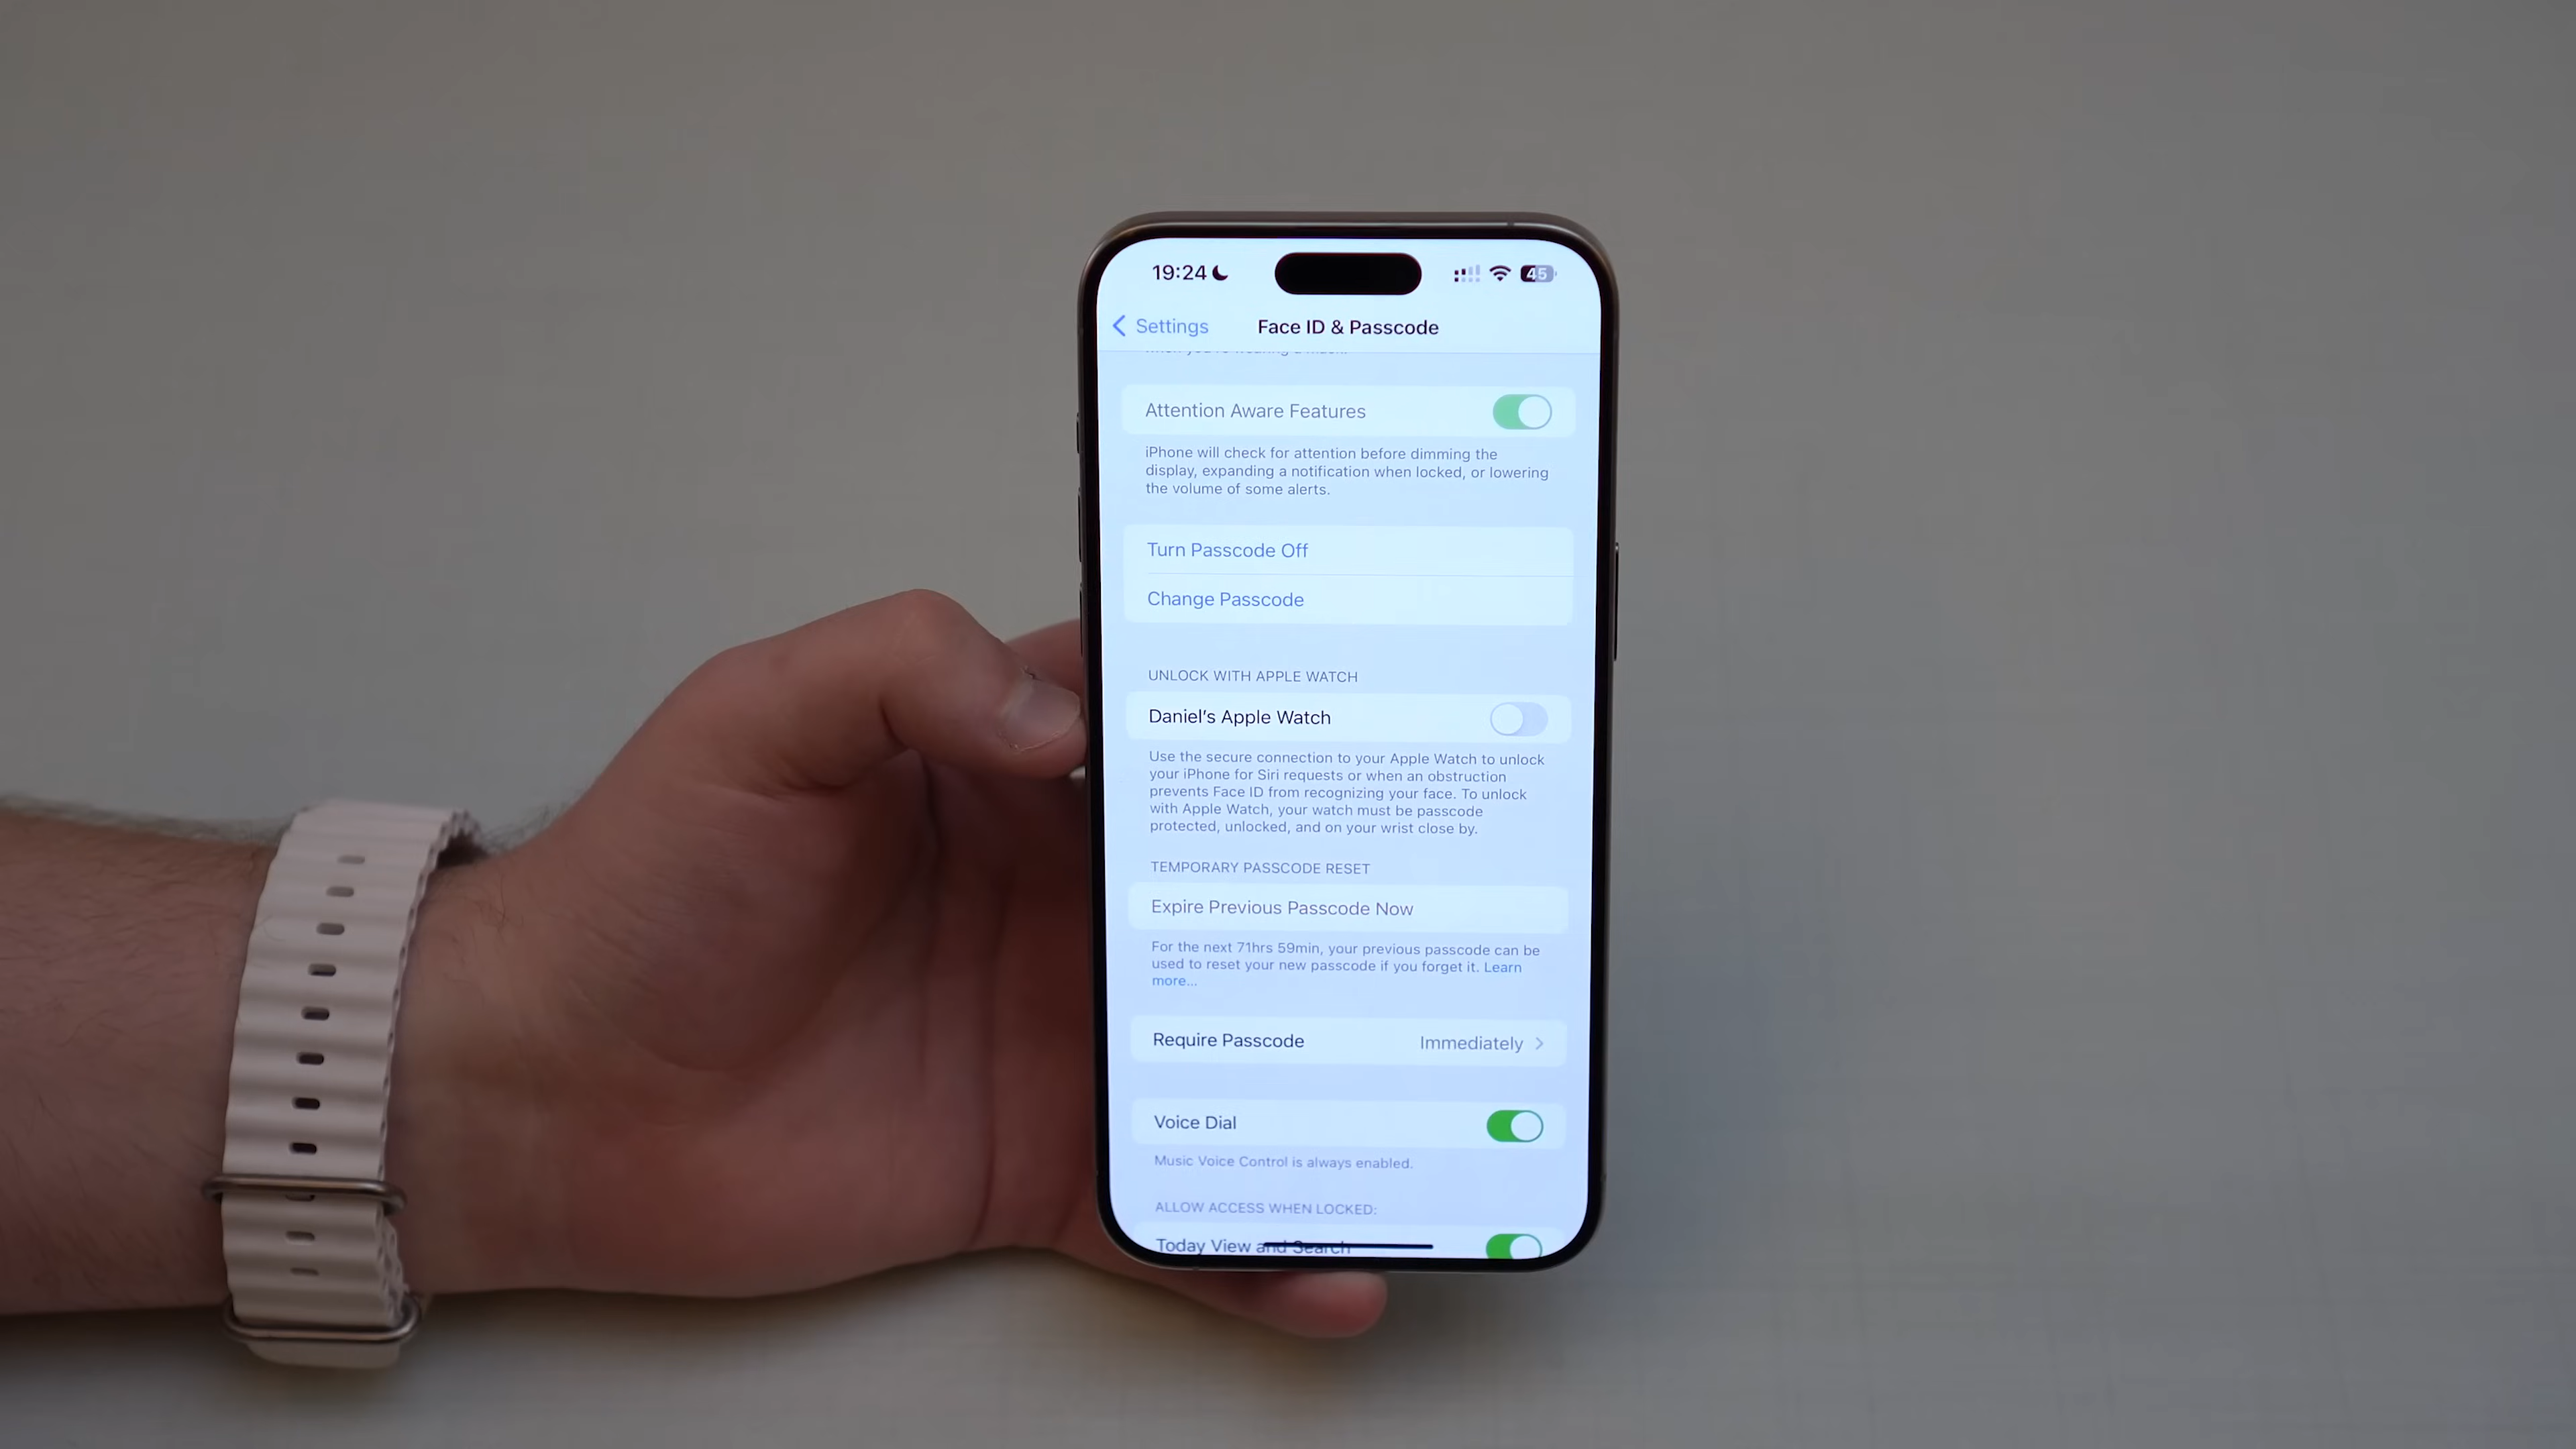 19:24
45
Settings
Face ID & Passcode
when you're wearing a mask.
Attention Aware Features
iPhone will check for attention before dimming the
display, expanding a notification when locked, or lowering
the volume of some alerts.
Turn Passcode Off
Change Passcode
UNLOCK WITH APPLE WATCH
Daniel's Apple Watch
Use the secure connection to your Apple Watch to unlock
your iPhone for Siri requests or when an obstruction
prevents Face ID from recognizing your face. To unlock
with Apple Watch, your watch must be passcode
protected, unlocked, and on your wrist close by.
TEMPORARY PASSCODE RESET
Expire Previous Passcode Now
For the next 71hrs 59min, your previous passcode can be
used to reset your new passcode if you forget it. Learn
more...
Require Passcode Immediately
Voice Dial
Music Voice Control is always enabled.
ALLOW ACCESS WHEN LOCKED:
Today View and Search